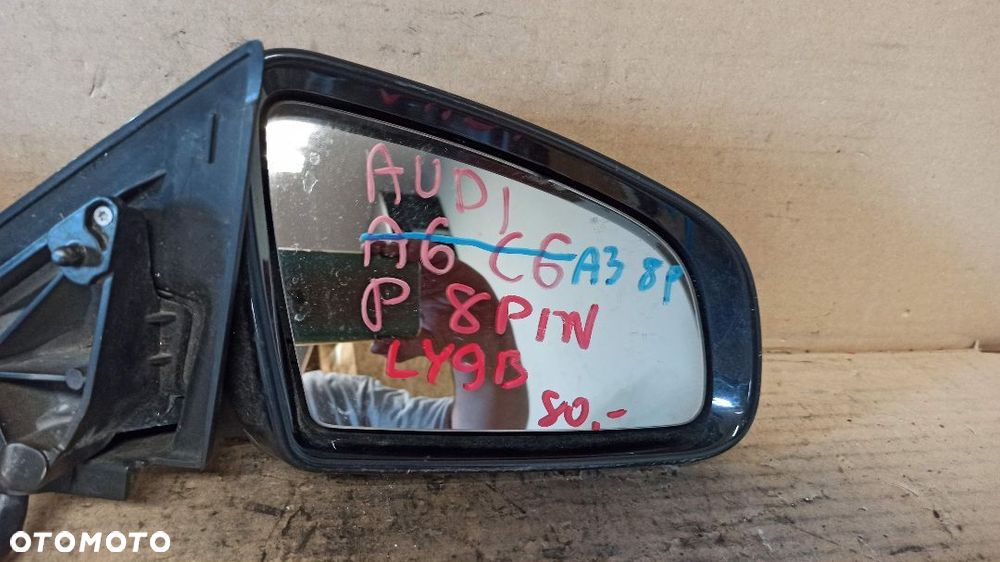 AUDI
A6 C6 A3 8P
P 8PIN
LY9B
80,-
OTOMOTO